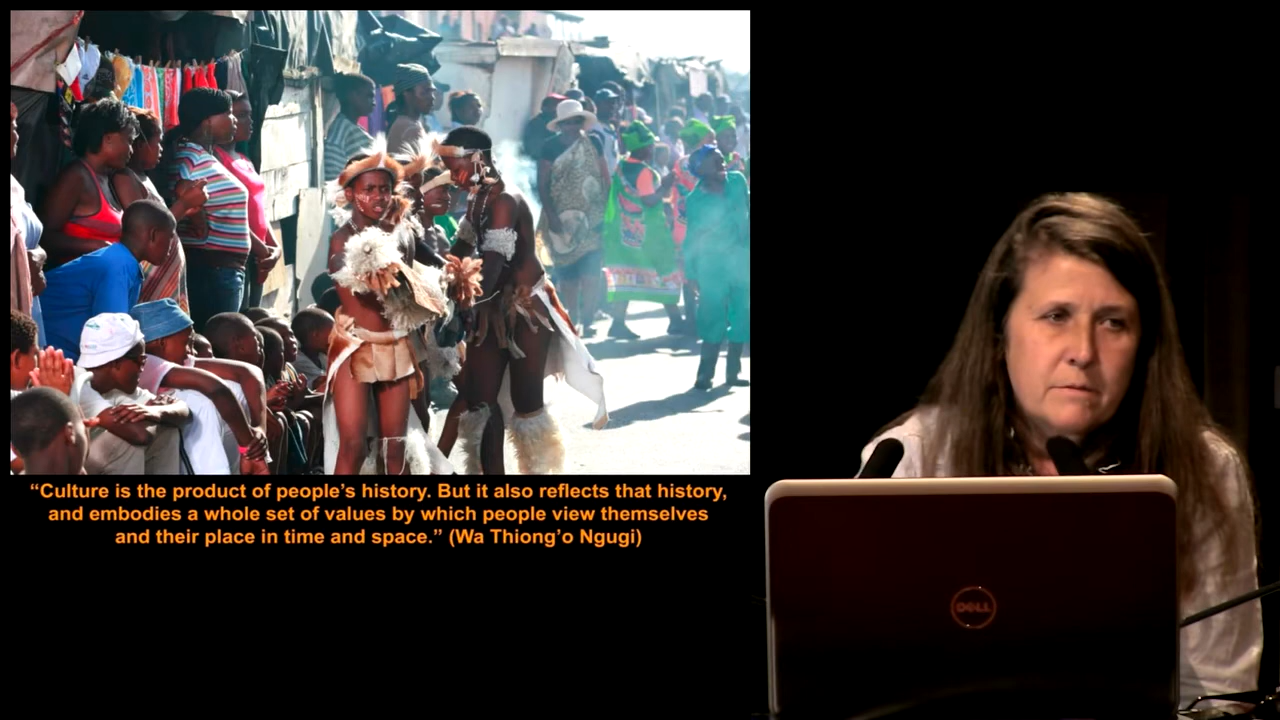 “Culture is the product of people’s history. But it also reflects that history,
and embodies a whole set of values by which people view themselves
and their place in time and space.” (Wa Thiong’o Ngugi)
DELL